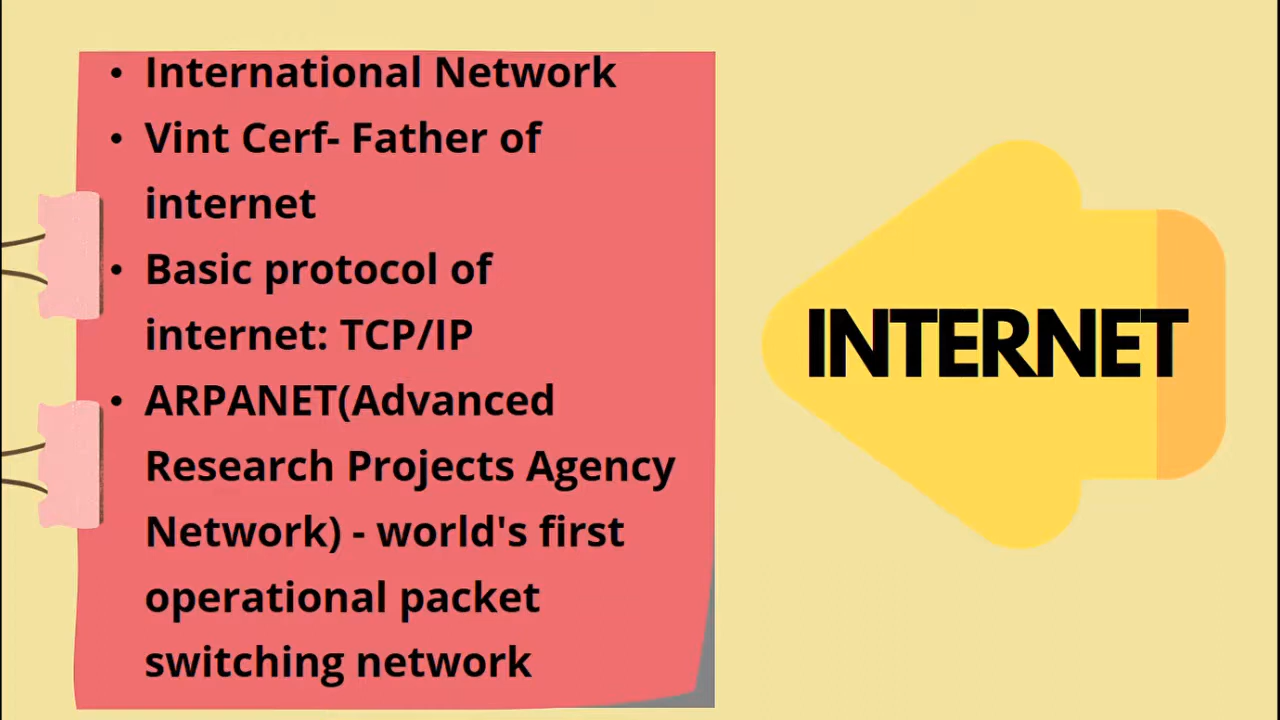 • International Network
• Vint Cerf- Father of
internet
• Basic protocol of
internet: TCP/IP
• ARPANET(Advanced
Research Projects Agency
Network) - world's first
operational packet
switching network
INTERNET